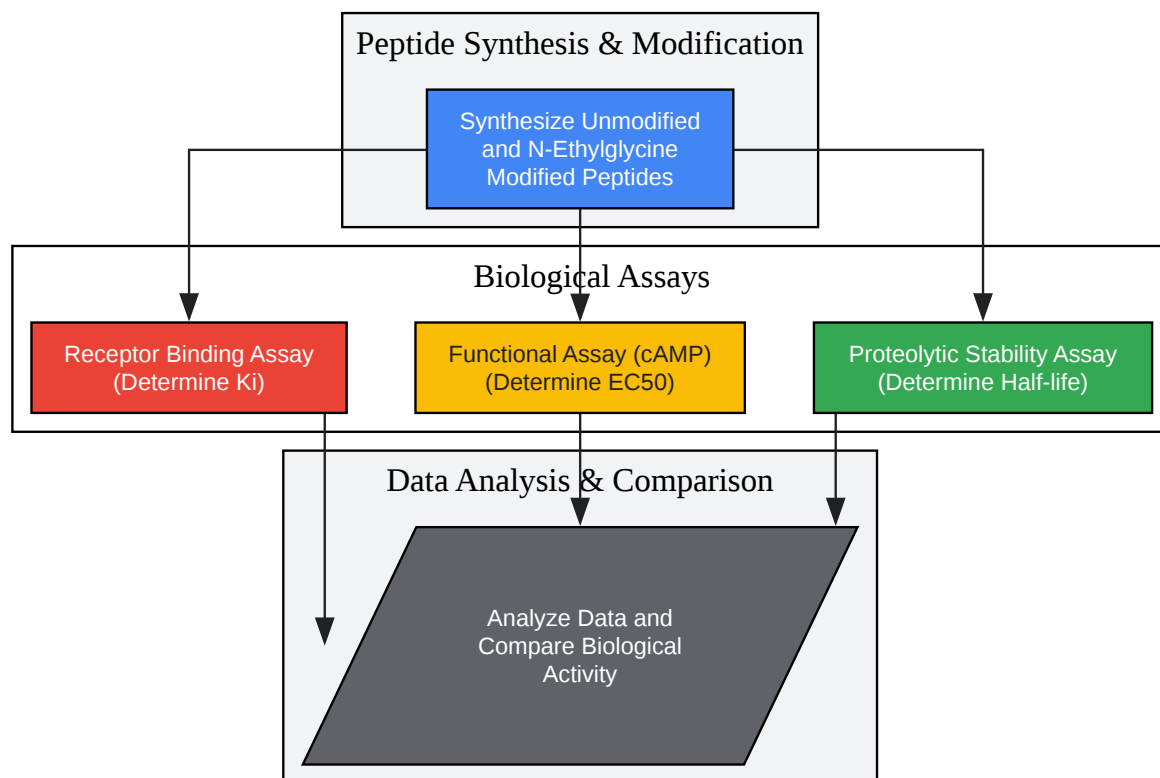 Peptide Synthesis & Modification
Synthesize Unmodified
and N-Ethylglycine
Modified Peptides
Biological Assays
Receptor Binding Assay
(Determine Ki)
Functional Assay (cAMP)
(Determine EC50)
Proteolytic Stability Assay
(Determine Half-life)
Data Analysis & Comparison
Analyze Data and
Compare Biological
Activity